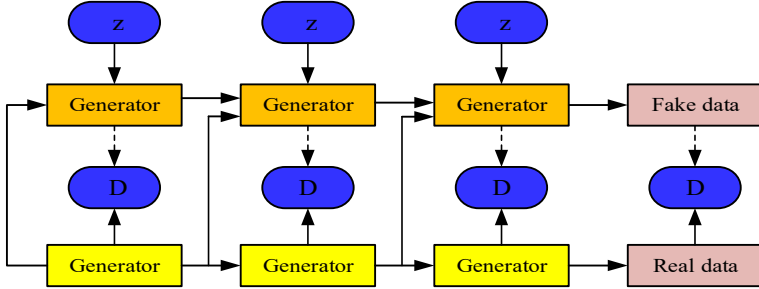 z z z
Generator Generator Generator Fake data
D D D D
Generator Generator Generator Real data